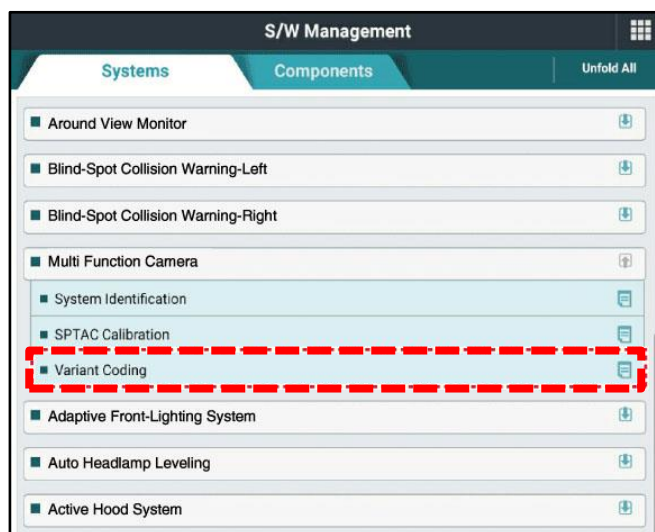 S/W Management
Systems
Components
Unfold All
Around View Monitor
Blind-Spot Collision Warning-Left
Blind-Spot Collision Warning-Right
Multi Function Camera
System Identification
SPTAC Calibration
Variant Coding
Adaptive Front-Lighting System
Auto Headlamp Leveling
Active Hood System